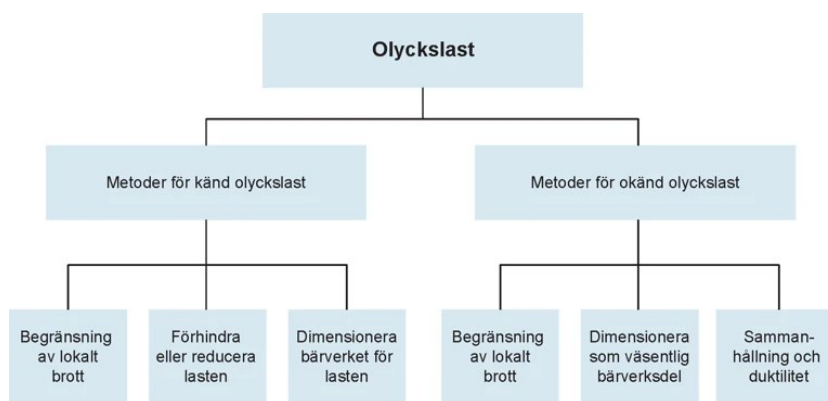 Olyckslast
Metoder för känd olyckslast
Metoder för okänd olyckslast
Begränsning
av lokalt
brott
Förhindra
eller reducera
lasten
Dimensionera
bärverket för
lasten
Begränsning
av lokalt
brott
Dimensionera
som väsentlig
bärverksdel
Samman-
hållning och
duktilitet